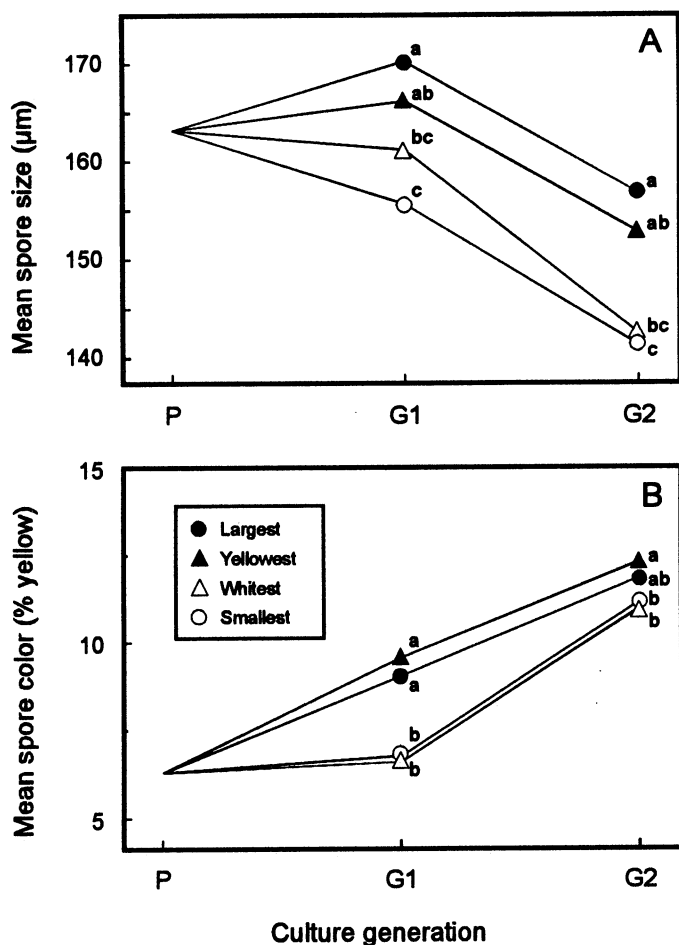 A
170
160
150
140
Mean spore size (µm)
a
ab
bc
c
a
ab
bc
c
P
G1
G2
B
15
10
5
Mean spore color (% yellow)
Largest
Yellowest
Whitest
Smallest
a
a
b
b
a
ab
b
b
P
G1
G2
Culture generation